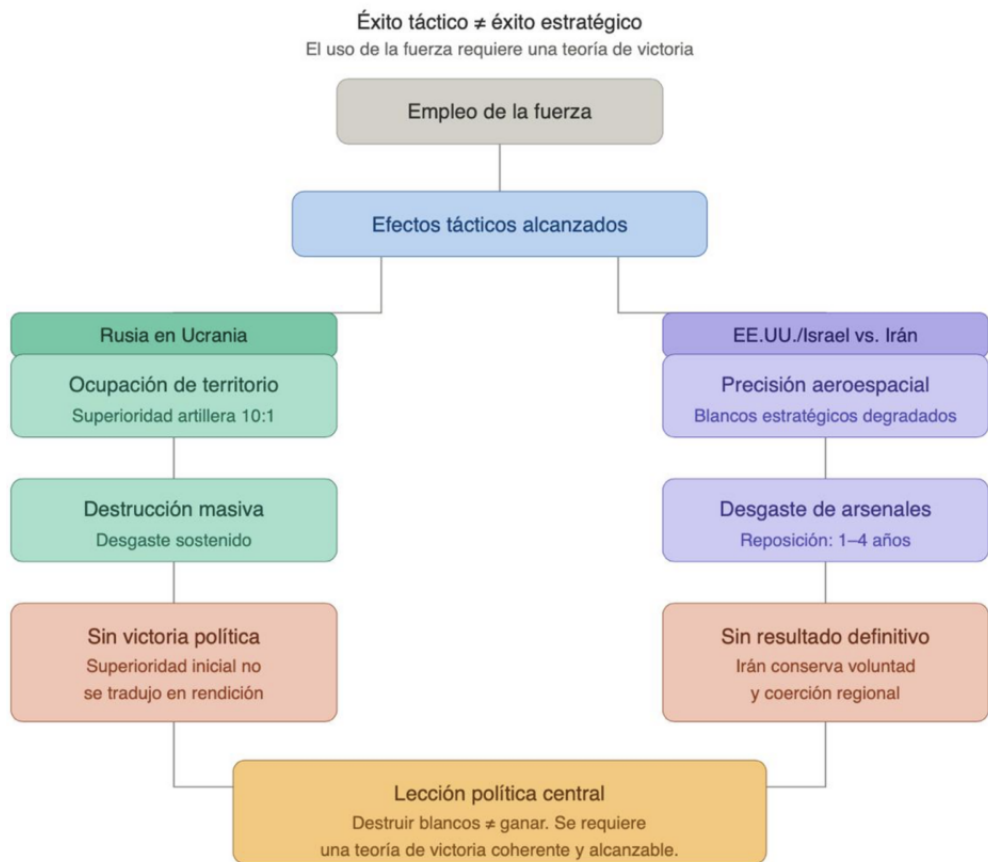 Éxito táctico ≠ éxito estratégico
El uso de la fuerza requiere una teoría de victoria
Empleo de la fuerza
Efectos tácticos alcanzados
Rusia en Ucrania
Ocupación de territorio
Superioridad artillera 10:1
Destrucción masiva
Desgaste sostenido
Sin victoria política
Superioridad inicial no
se tradujo en rendición
EE.UU./Israel vs. Irán
Precisión aeroespacial
Blancos estratégicos degradados
Desgaste de arsenales
Reposición: 1–4 años
Sin resultado definitivo
Irán conserva voluntad
y coerción regional
Lección política central
Destruir blancos ≠ ganar. Se requiere
una teoría de victoria coherente y alcanzable.